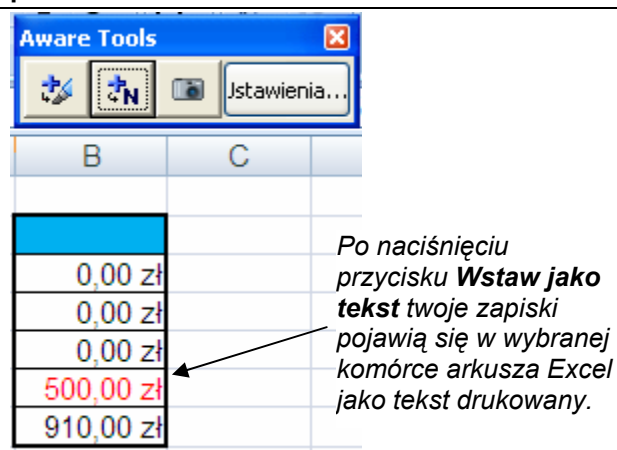 Aware Tools
N
Jstawienia...
B C
0,00 zł
0,00 zł
0,00 zł
500,00 zł
910,00 zł
Po naciśnięciu
przycisku Wstaw jako
tekst twoje zapiski
pojawią się w wybranej
komórce arkusza Excel
jako tekst drukowany.